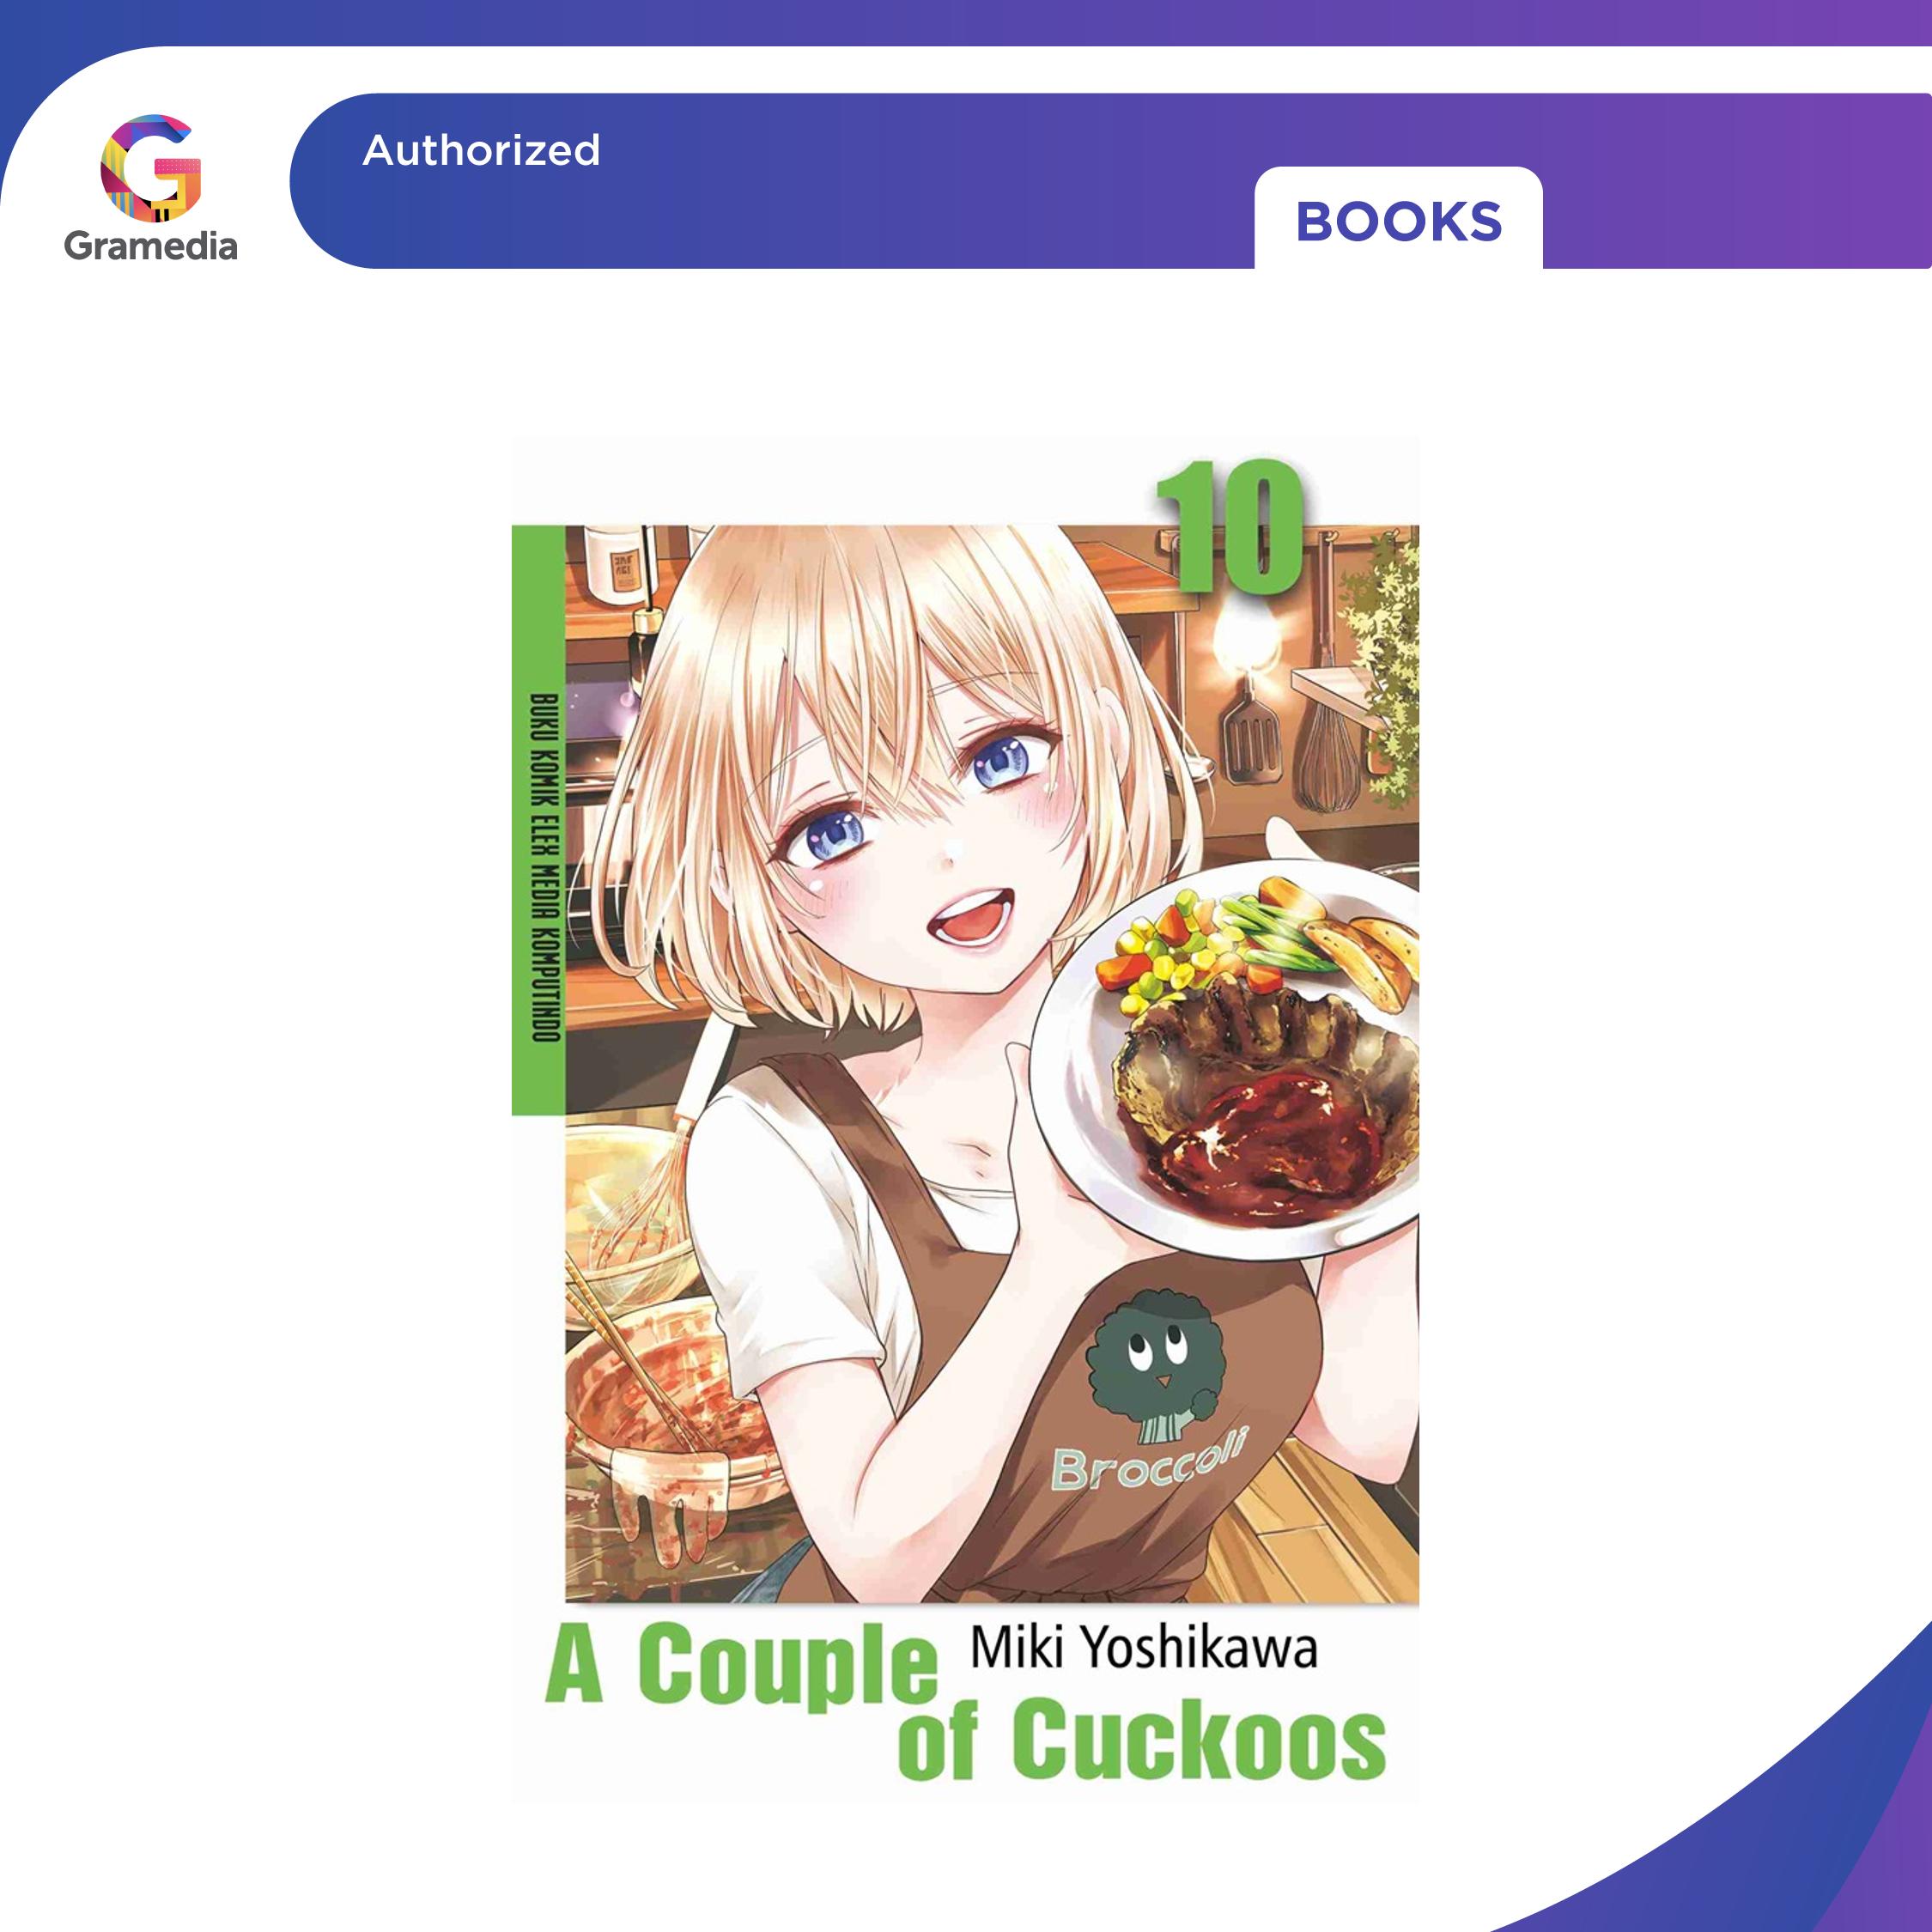 Authorized
BOOKS
Gramedia
10
BUKU KOMIK ELEX MEDIA KOMPUTINDO
Broccoli
A Couple
Miki Yoshikawa
of Cuckoos